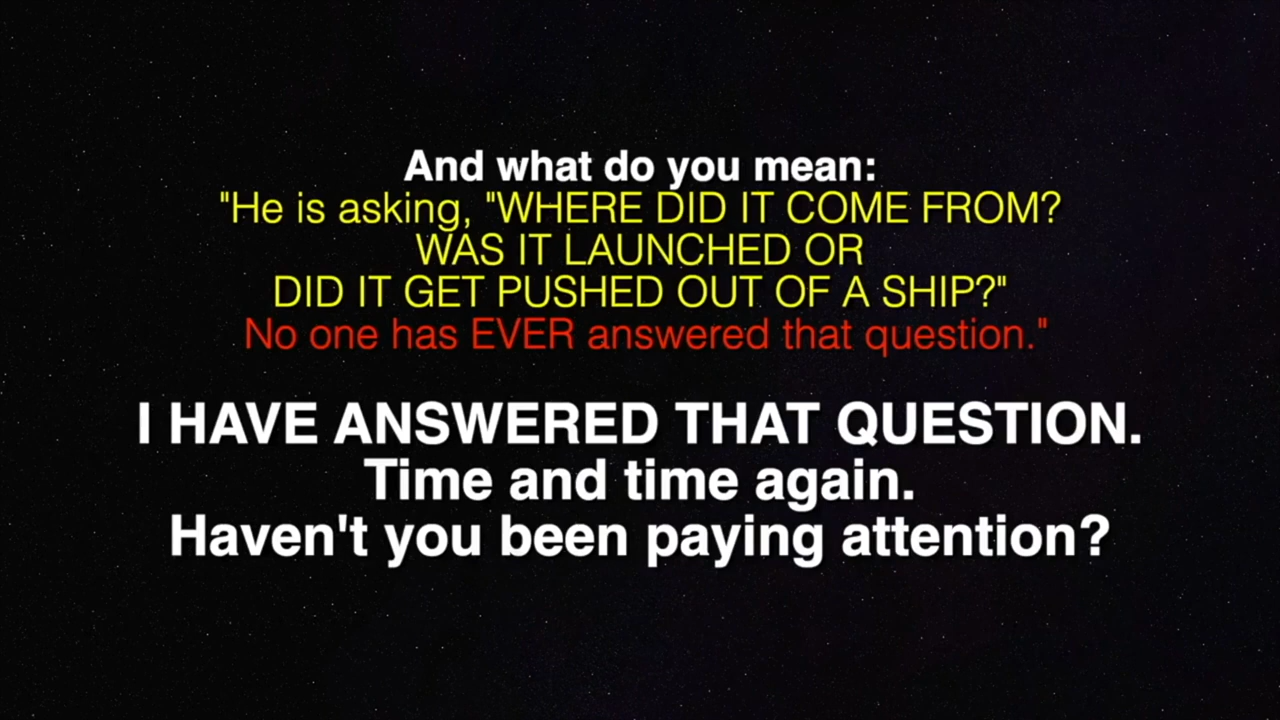 And what do you mean:
"He is asking, "WHERE DID IT COME FROM?
WAS IT LAUNCHED OR
DID IT GET PUSHED OUT OF A SHIP?"
No one has EVER answered that question."
I HAVE ANSWERED THAT QUESTION.
Time and time again.
Haven't you been paying attention?